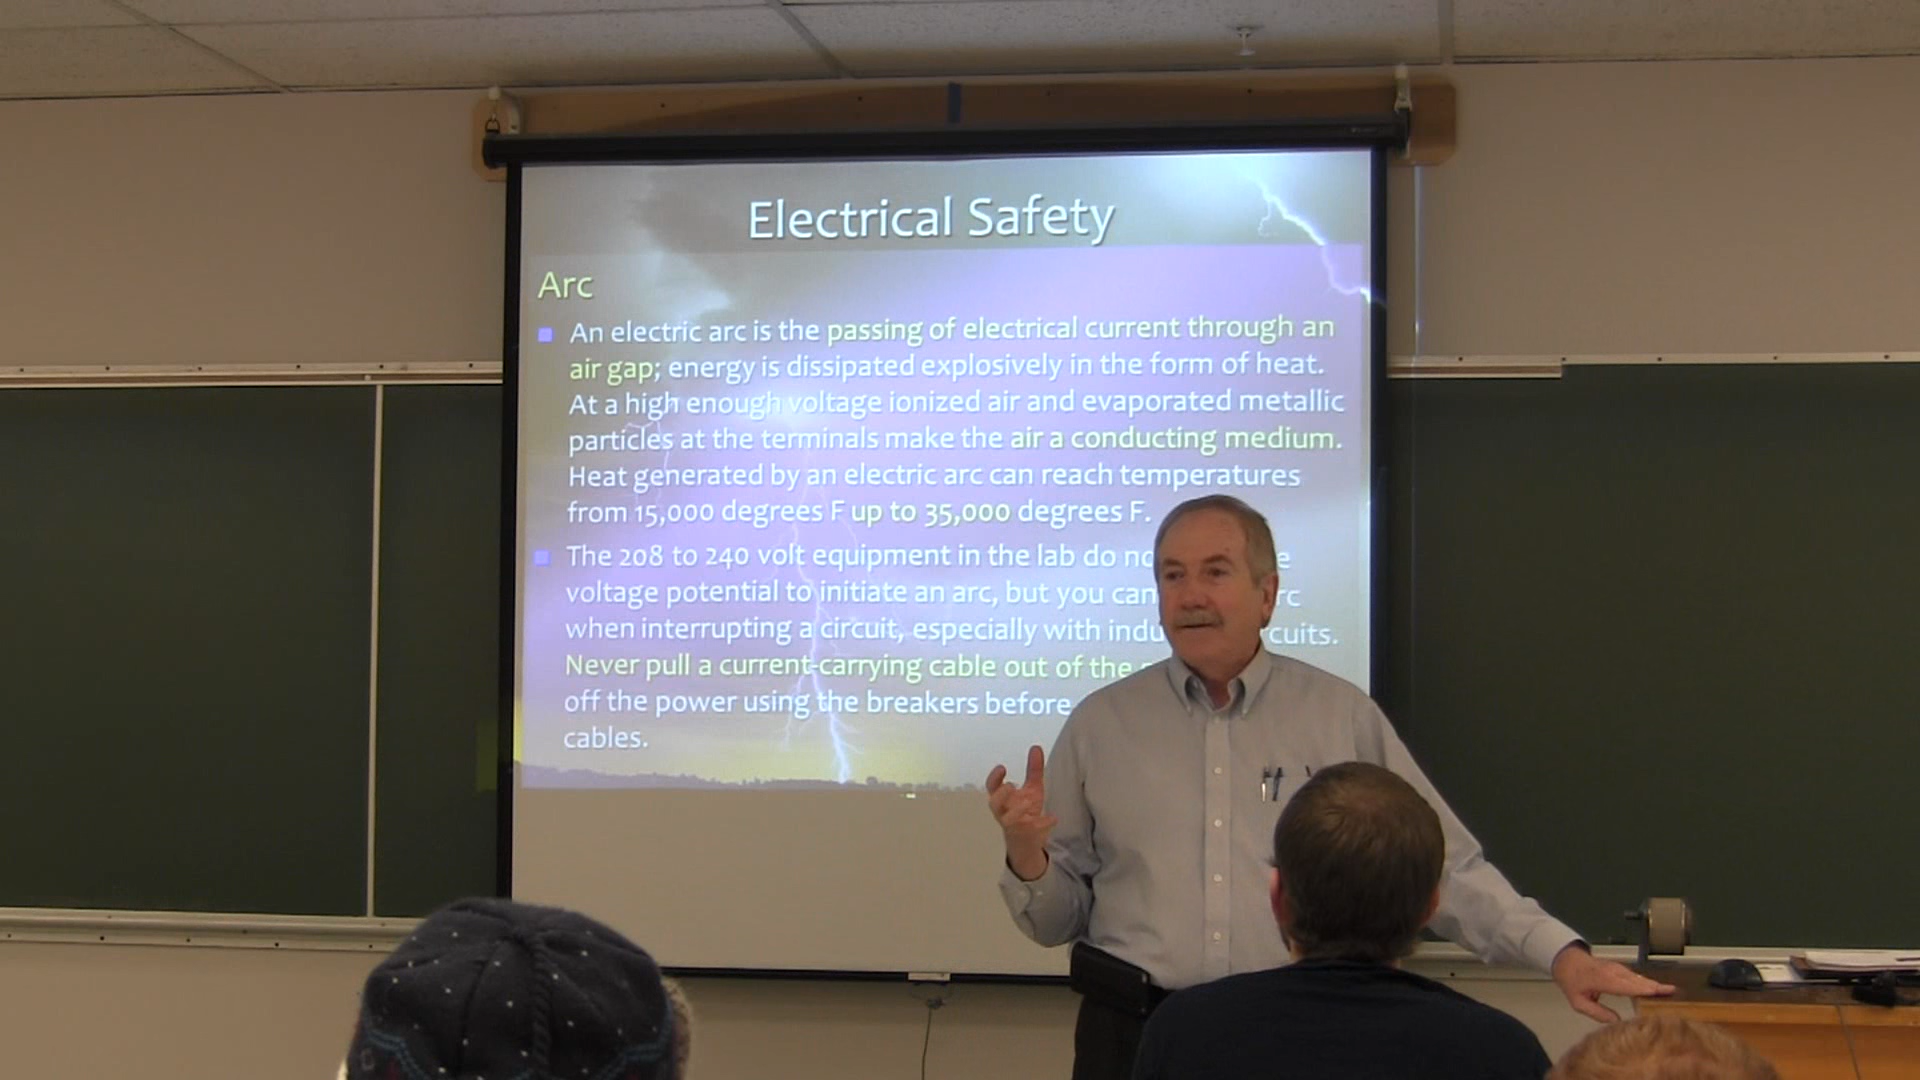 Electrical Safety
Arc
An electric arc is the passing of electrical current through an
air gap; energy is dissipated explosively in the form of heat.
At a high enough voltage ionized air and evaporated metallic
particles at the terminals make the air a conducting medium.
Heat generated by an electric arc can reach temperatures
from 15,000 degrees F up to 35,000 degrees F.
The 208 to 240 volt equipment in the lab do
voltage potential to initiate an arc, but you can
when interrupting a circuit, especially with
Never pull a current-carrying cable out of the
off the power using the breakers before
cables.